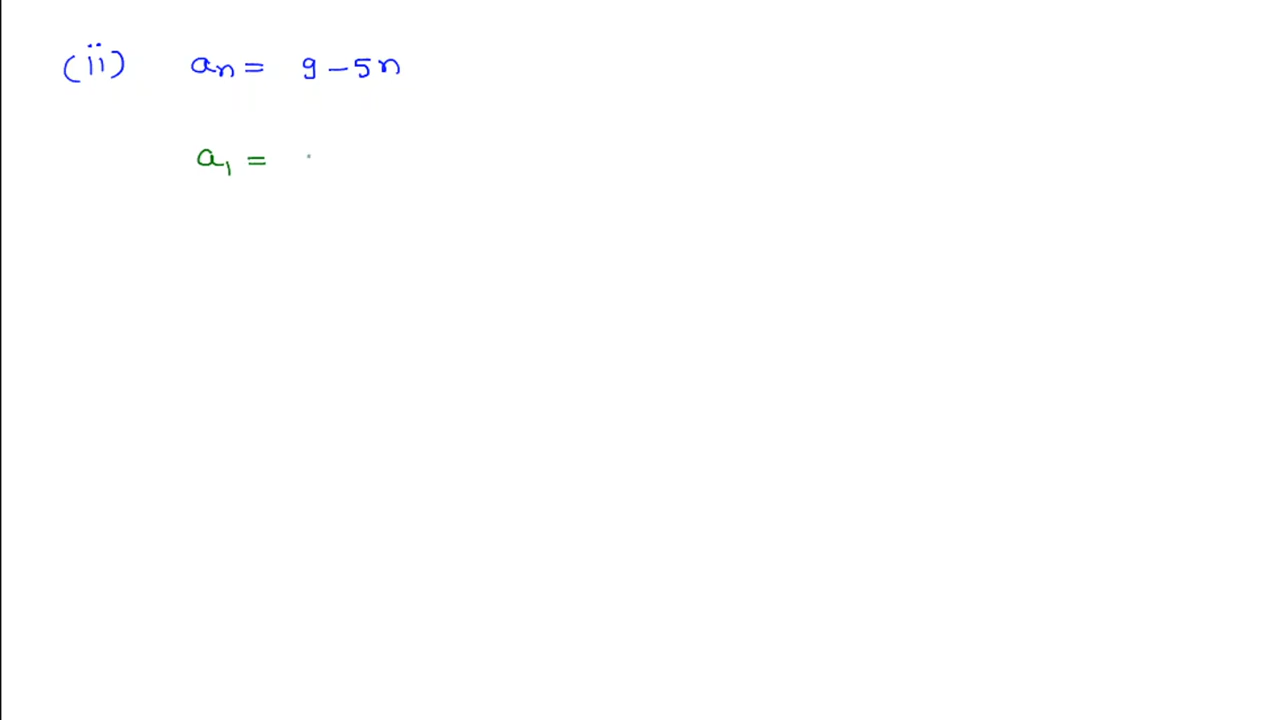 (ii) an = 9 - 5n
a1 =